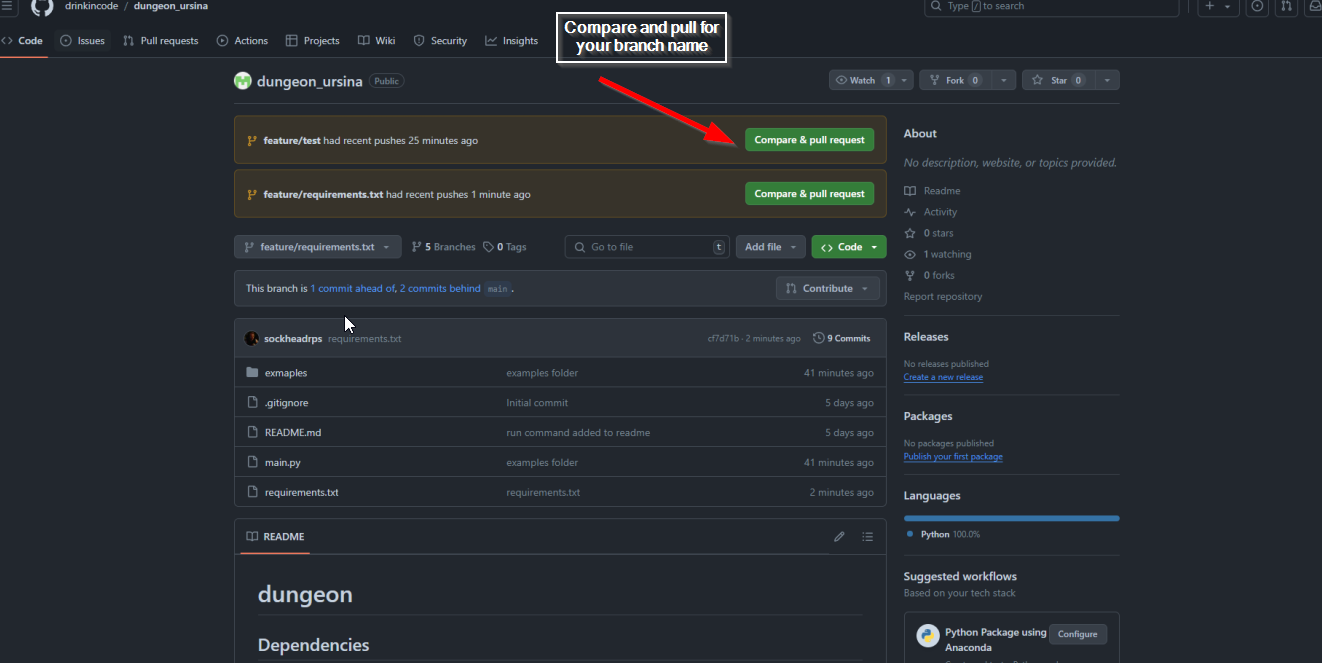 drinkincode / dungeon_ursina
Type / to search
Code Issues Pull requests Actions Projects Wiki Security Insights
Compare and pull for
your branch name
dungeon_ursina Public
Watch 1 Fork 0 Star 0
feature/test had recent pushes 25 minutes ago
Compare & pull request
feature/requirements.txt had recent pushes 1 minute ago
Compare & pull request
feature/requirements.txt 5 Branches 0 Tags
Go to file t
Add file
Code
This branch is 1 commit ahead of, 2 commits behind main .
Contribute
sockheadrps requirements.txt cf7d71b · 2 minutes ago 9 Commits
exmaples examples folder 41 minutes ago
.gitignore Initial commit 5 days ago
README.md run command added to readme 5 days ago
main.py examples folder 41 minutes ago
requirements.txt requirements.txt 2 minutes ago
README
dungeon
Dependencies
About
No description, website, or topics provided.
Readme
Activity
0 stars
1 watching
0 forks
Report repository
Releases
No releases published
Create a new release
Packages
No packages published
Publish your first package
Languages
Python 100.0%
Suggested workflows
Based on your tech stack
Python Package using
Anaconda
Configure